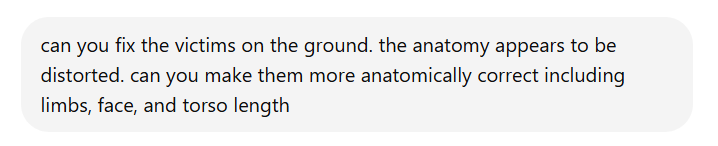 can you fix the victims on the ground. the anatomy appears to be
distorted. can you make them more anatomically correct including
limbs, face, and torso length